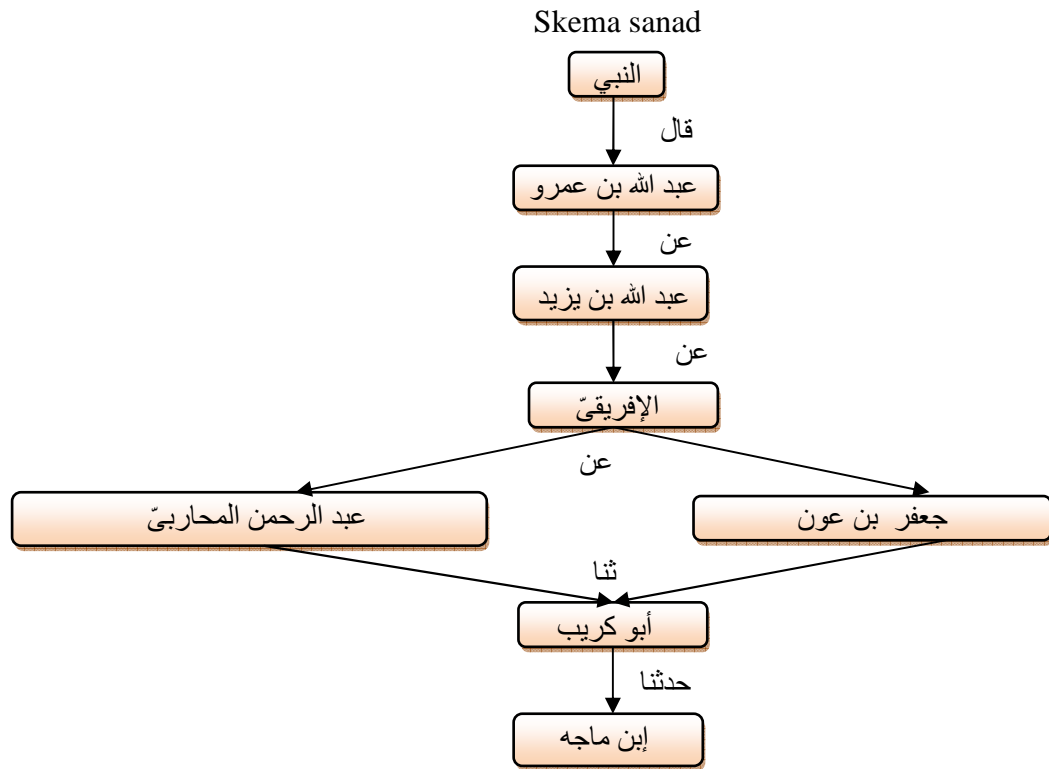 Skema sanad
النبي
قال
عبد الله بن عمرو
عن
عبد الله بن يزيد
عن
الإفريقىّ
عن
جعفر بن عون
عبد الرحمن المحاربىّ
ثنا
أبو كريب
حدثنا
إبن ماجه